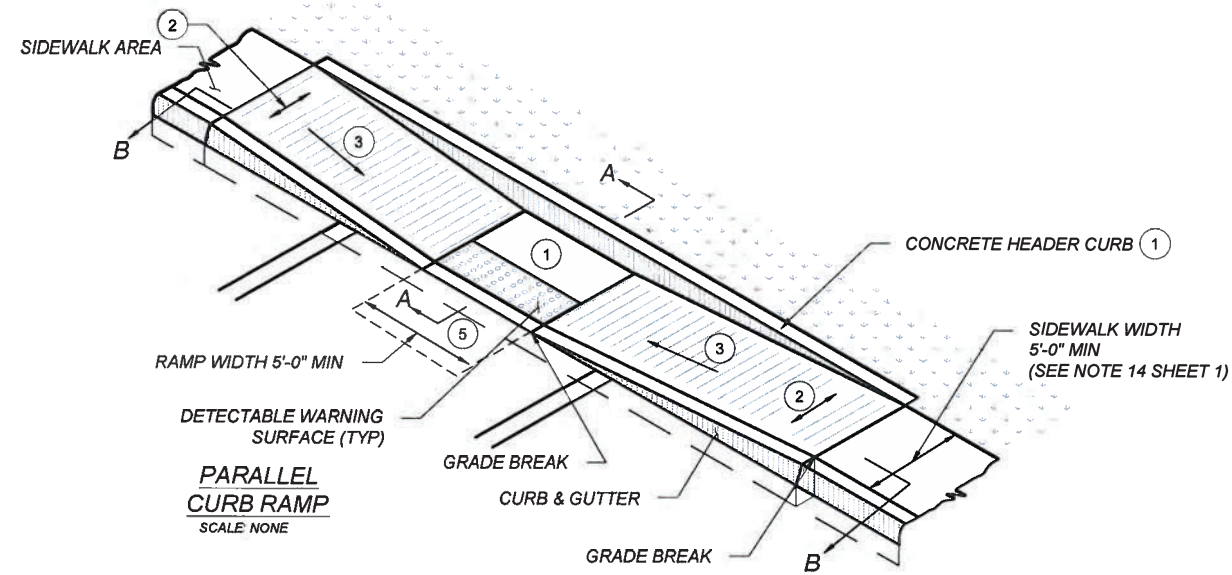 2
SIDEWALK AREA
B
3
A
1
CONCRETE HEADER CURB 1
A
5
3
SIDEWALK WIDTH
5'-0" MIN
(SEE NOTE 14 SHEET 1)
RAMP WIDTH 5'-0" MIN
2
DETECTABLE WARNING
SURFACE (TYP)
GRADE BREAK
CURB & GUTTER
PARALLEL
CURB RAMP
SCALE: NONE
GRADE BREAK
B